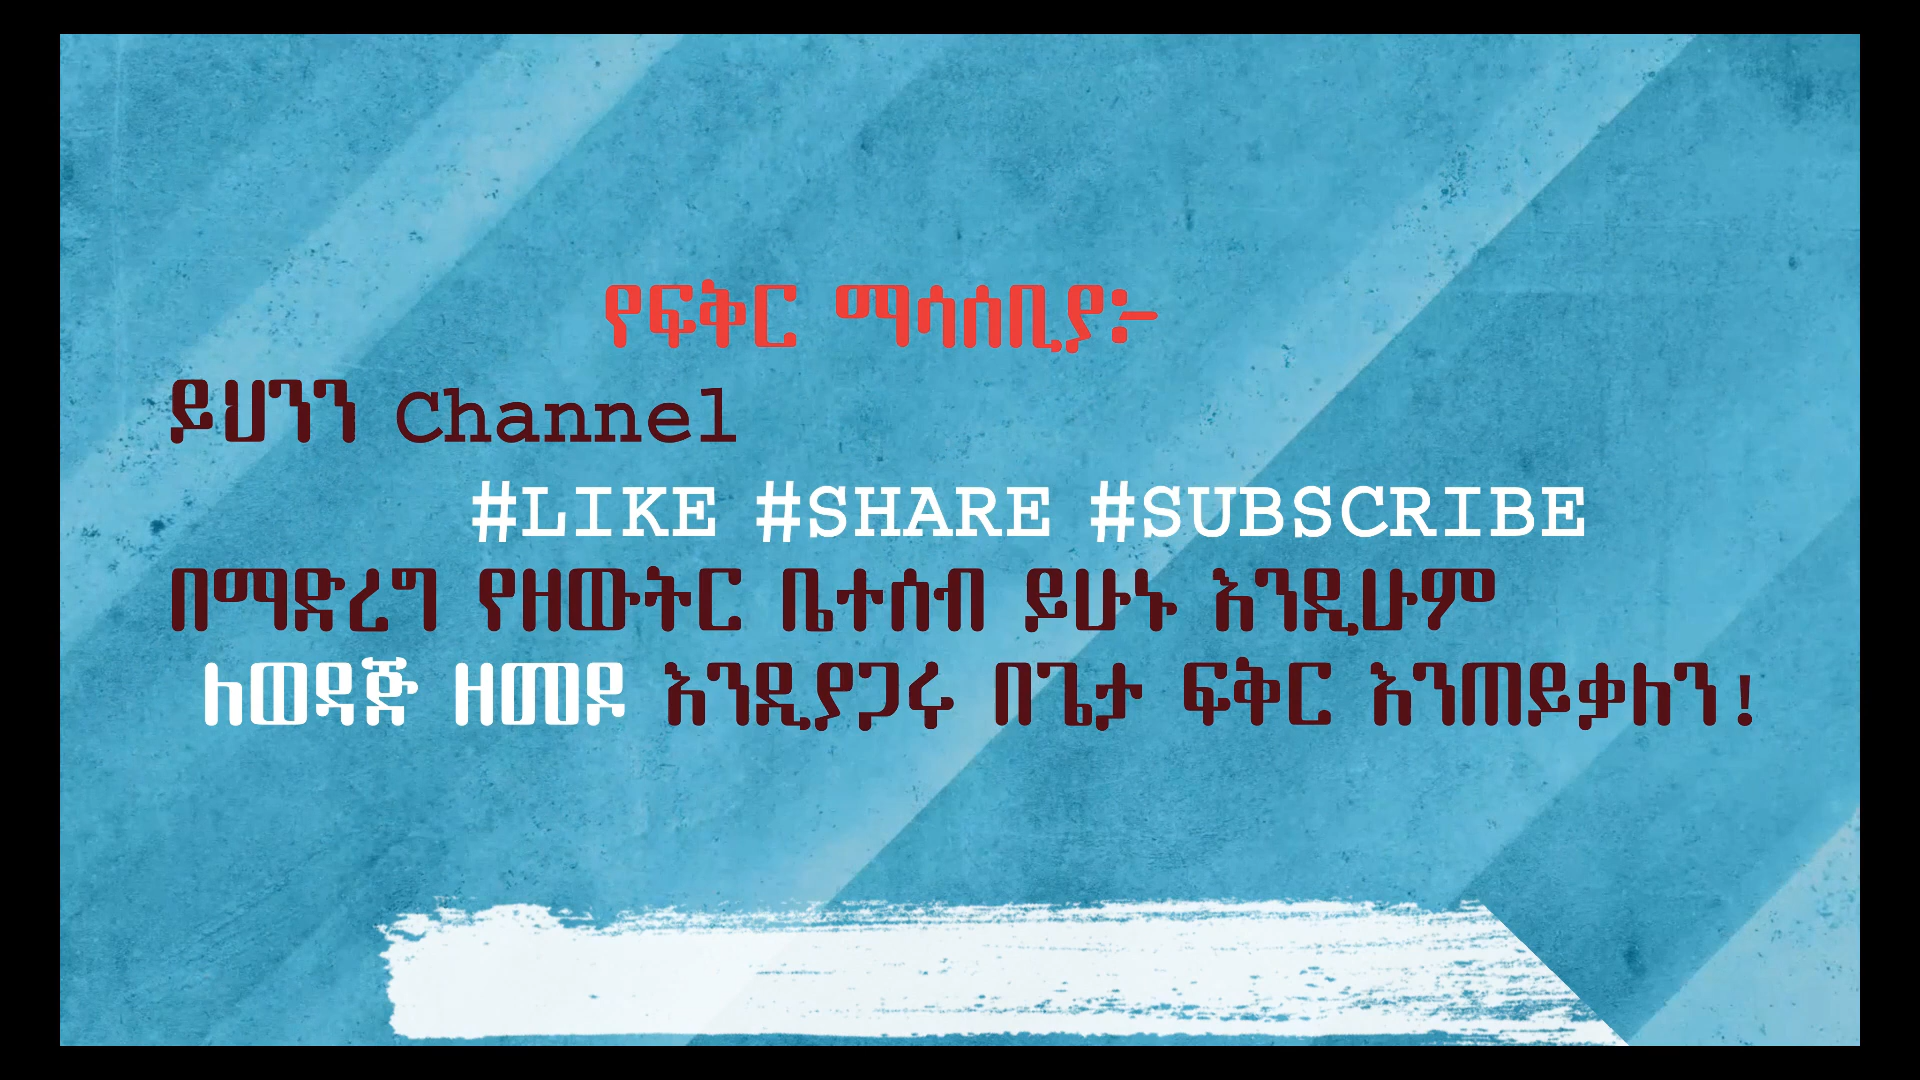 የፍቅር ማሳሰቢያ፦
ይህንን Channel
#LIKE #SHARE #SUBSCRIBE
በማድረግ የዘውትር ቤተሰብ ይሁኑ እንዲሁም
ለወዳጅ ዘመዶ እንዲያጋሩ በጌታ ፍቅር እንጠይቃለን!